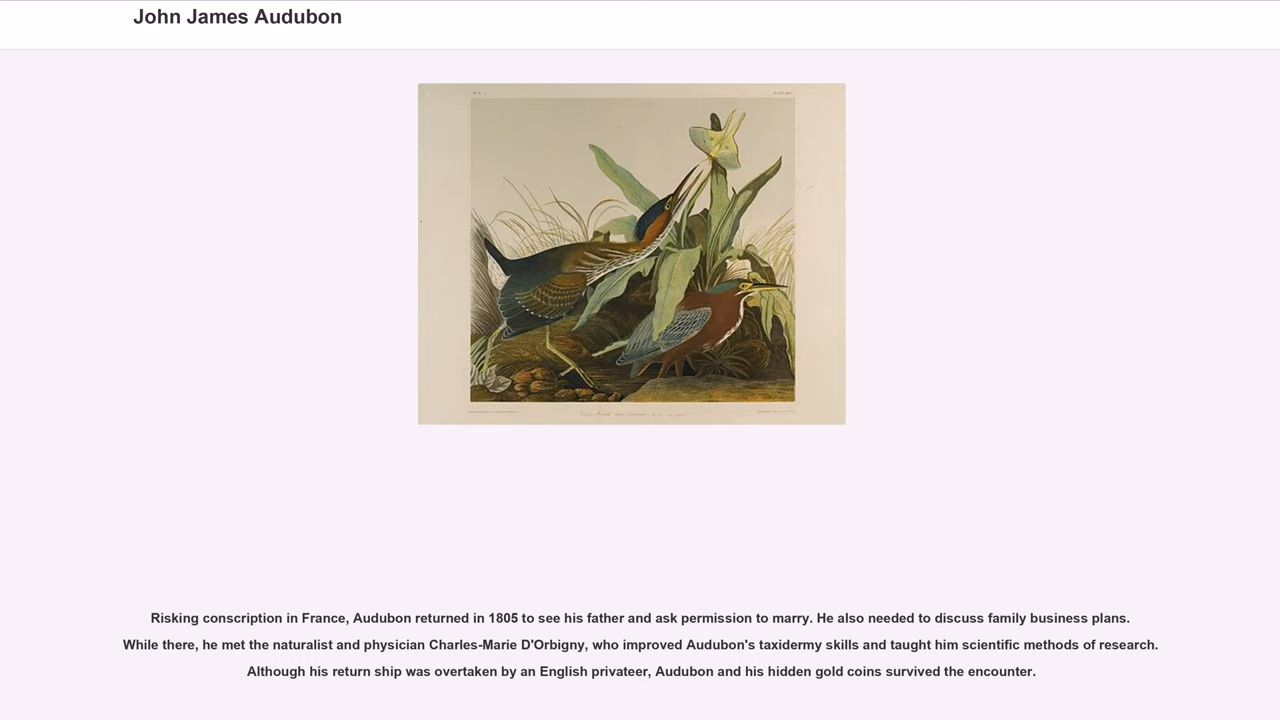 John James Audubon
Risking conscription in France, Audubon returned in 1805 to see his father and ask permission to marry. He also needed to discuss family business plans.
While there, he met the naturalist and physician Charles-Marie D'Orbigny, who improved Audubon's taxidermy skills and taught him scientific methods of research.
Although his return ship was overtaken by an English privateer, Audubon and his hidden gold coins survived the encounter.